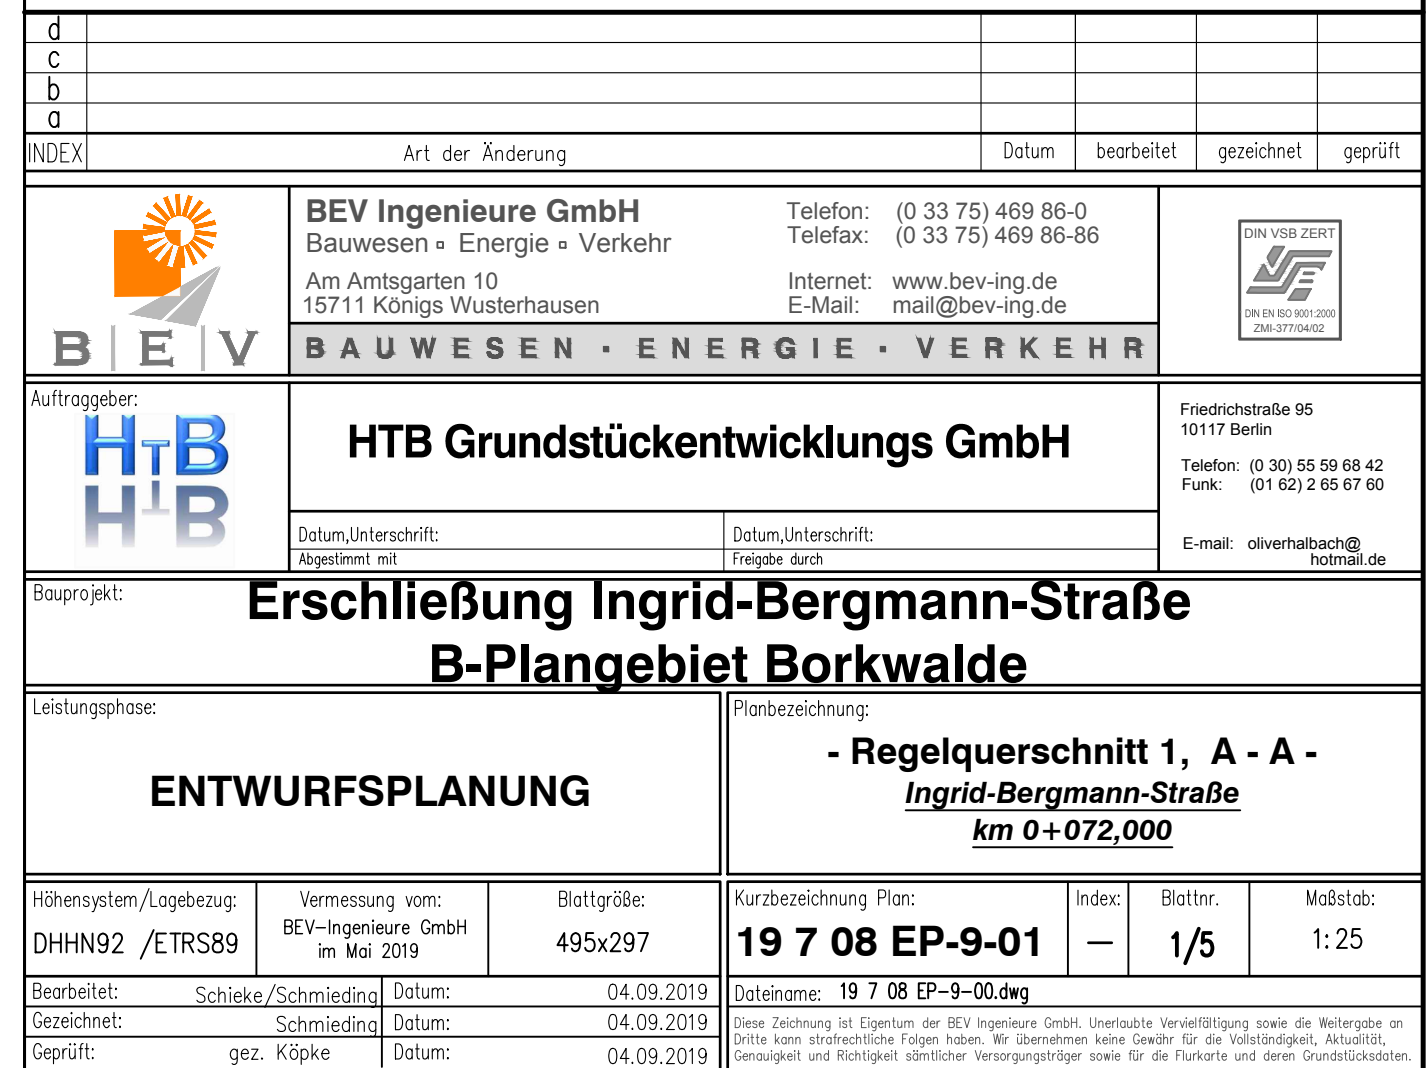 d
c
b
a
INDEX Art der Änderung Datum bearbeitet gezeichnet geprüft
BEV Ingenieure GmbH
Bauwesen ▫ Energie ▫ Verkehr
Am Amtsgarten 10
15711 Königs Wusterhausen
Telefon: (0 33 75) 469 86-0
Telefax: (0 33 75) 469 86-86
Internet: www.bev-ing.de
E-Mail: mail@bev-ing.de
B|E|V
BAUWESEN · ENERGIE · VERKEHR
DIN VSB ZERT
DIN EN ISO 9001:2000
ZMI-377/04/02
Auftraggeber:
HTB
HTB
HTB Grundstückentwicklungs GmbH
Datum,Unterschrift: Datum,Unterschrift:
Abgestimmt mit Freigabe durch
Friedrichstraße 95
10117 Berlin
Telefon: (0 30) 55 59 68 42
Funk: (01 62) 2 65 67 60
E-mail: oliverhalbach@
hotmail.de
Bauprojekt:
Erschließung Ingrid-Bergmann-Straße
B-Plangebiet Borkwalde
Leistungsphase:
ENTWURFSPLANUNG
Planbezeichnung:
- Regelquerschnitt 1, A - A -
Ingrid-Bergmann-Straße
km 0+072,000
Höhensystem/Lagebezug:
DHHN92 /ETRS89
Vermessung vom:
BEV-Ingenieure GmbH
im Mai 2019
Blattgröße:
495x297
Kurzbezeichnung Plan:
19 7 08 EP-9-01
Index:
—
Blattnr.
1/5
Maßstab:
1:25
Bearbeitet: Schieke/Schmieding Datum: 04.09.2019
Gezeichnet: Schmieding Datum: 04.09.2019
Geprüft: gez. Köpke Datum: 04.09.2019
Dateiname: 19 7 08 EP-9-00.dwg
Diese Zeichnung ist Eigentum der BEV Ingenieure GmbH. Unerlaubte Vervielfältigung sowie die Weitergabe an
Dritte kann strafrechtliche Folgen haben. Wir übernehmen keine Gewähr für die Vollständigkeit, Aktualität,
Genauigkeit und Richtigkeit sämtlicher Versorgungsträger sowie für die Flurkarte und deren Grundstücksdaten.